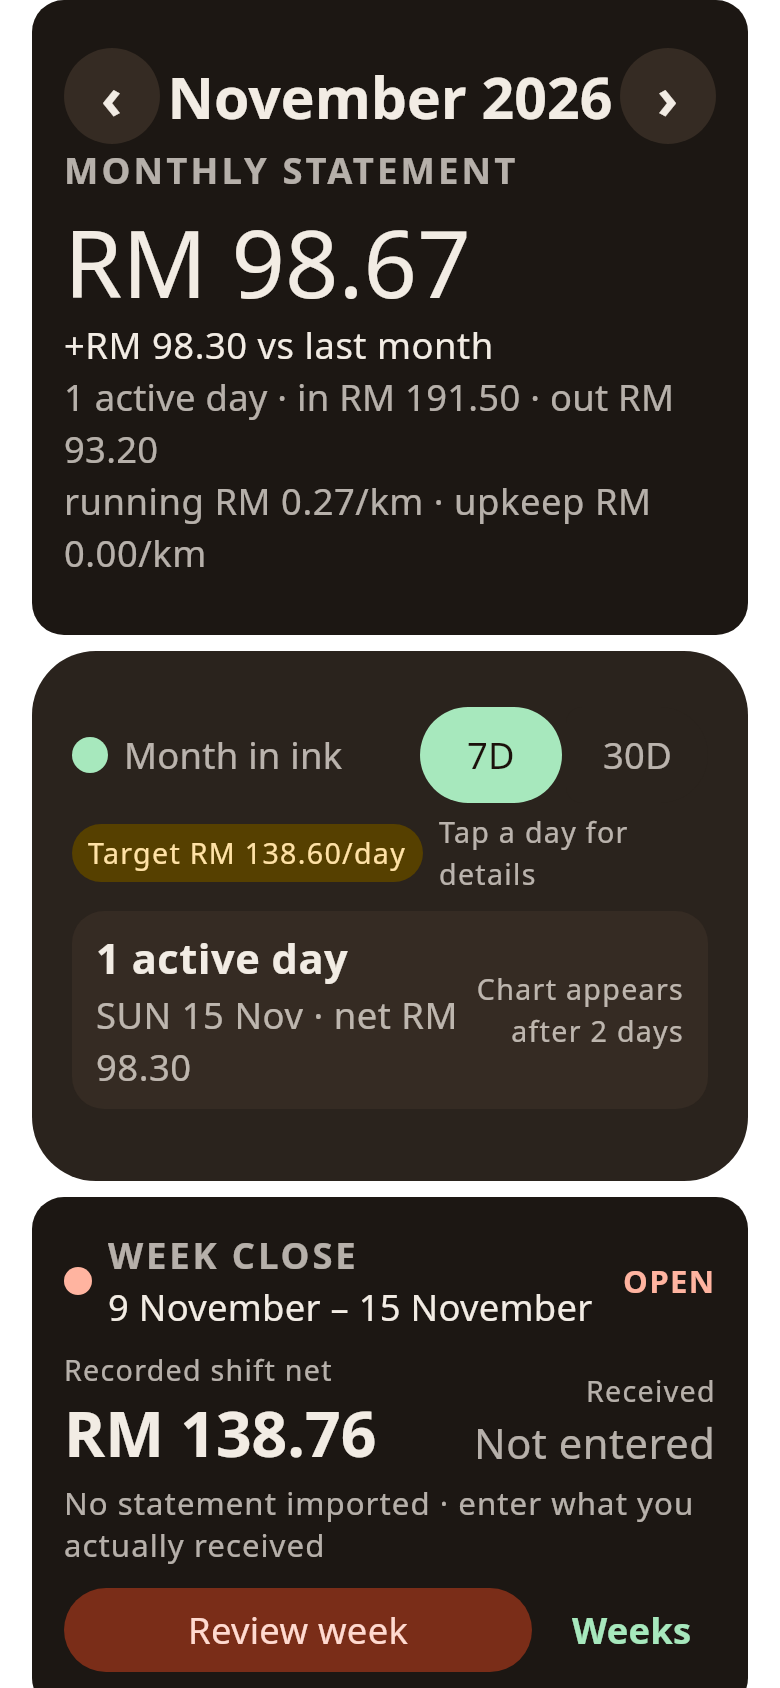 ‹ November 2026 ›
MONTHLY STATEMENT
RM 98.67
+RM 98.30 vs last month
1 active day · in RM 191.50 · out RM
93.20
running RM 0.27/km · upkeep RM
0.00/km
Month in ink
7D
30D
Target RM 138.60/day
Tap a day for
details
1 active day
SUN 15 Nov · net RM
98.30
Chart appears
after 2 days
WEEK CLOSE
9 November – 15 November
OPEN
Recorded shift net
RM 138.76
Received
Not entered
No statement imported · enter what you
actually received
Review week
Weeks